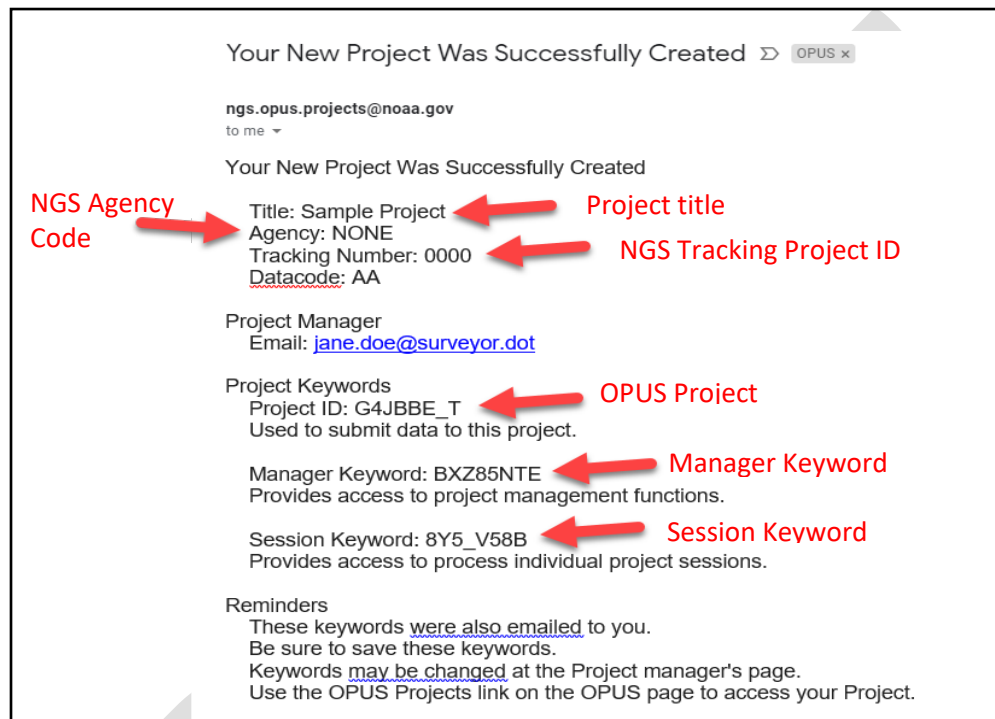 Your New Project Was Successfully Created OPUS x
ngs.opus.projects@noaa.gov
to me
Your New Project Was Successfully Created
NGS Agency
Code
Title: Sample Project
Project title
Agency: NONE
Tracking Number: 0000
NGS Tracking Project ID
Datacode: AA
Project Manager
Email: jane.doe@surveyor.dot
Project Keywords
Project ID: G4JBBE_T
OPUS Project
Used to submit data to this project.
Manager Keyword: BXZ85NTE
Manager Keyword
Provides access to project management functions.
Session Keyword: 8Y5_V58B
Session Keyword
Provides access to process individual project sessions.
Reminders
These keywords were also emailed to you.
Be sure to save these keywords.
Keywords may be changed at the Project manager's page.
Use the OPUS Projects link on the OPUS page to access your Project.